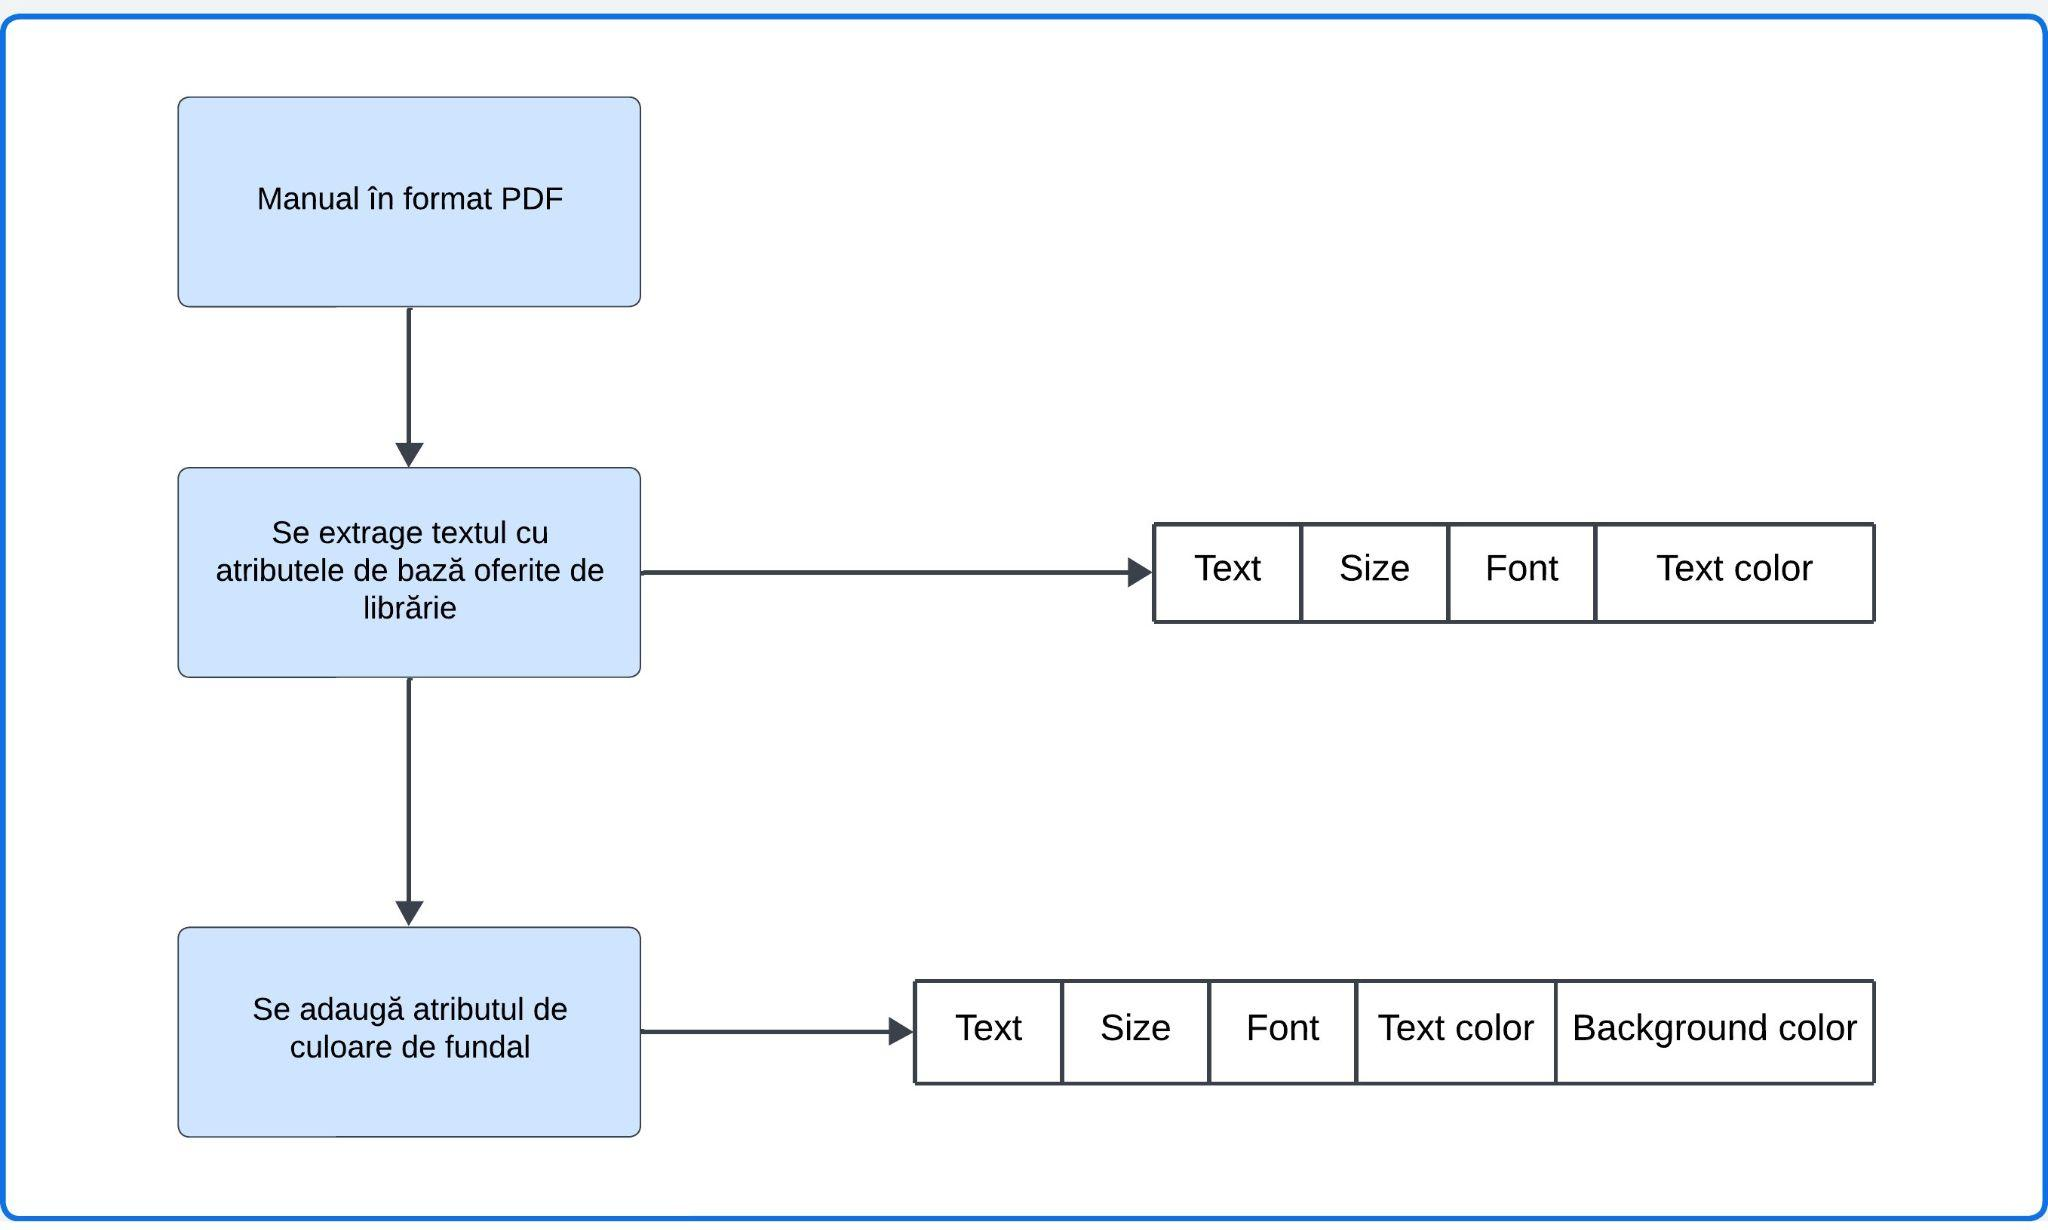 Manual în format PDF
Se extrage textul cu
atributele de bază oferite de
librărie
Text Size Font Text color
Se adaugă atributul de
culoare de fundal
Text Size Font Text color Background color